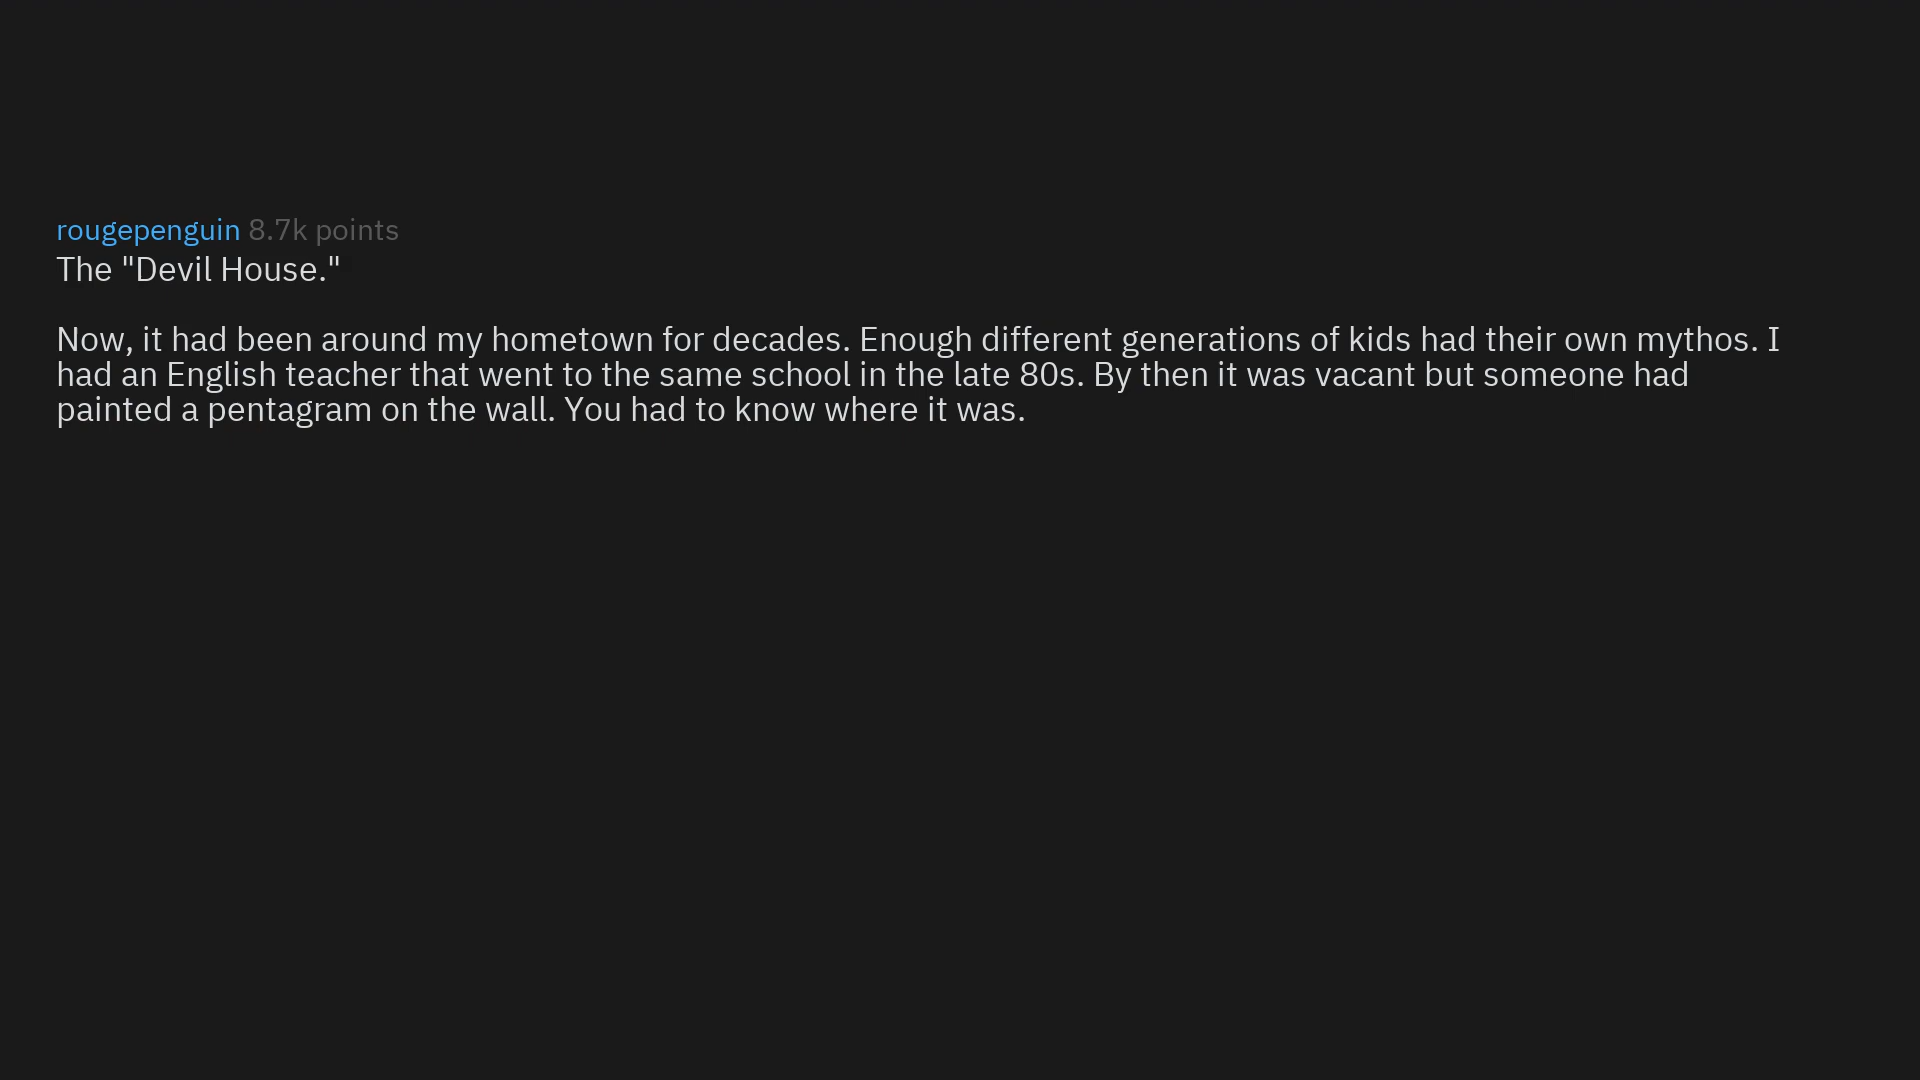 rougepenguin 8.7k points
The "Devil House."
Now, it had been around my hometown for decades. Enough different generations of kids had their own mythos. I
had an English teacher that went to the same school in the late 80s. By then it was vacant but someone had
painted a pentagram on the wall. You had to know where it was.